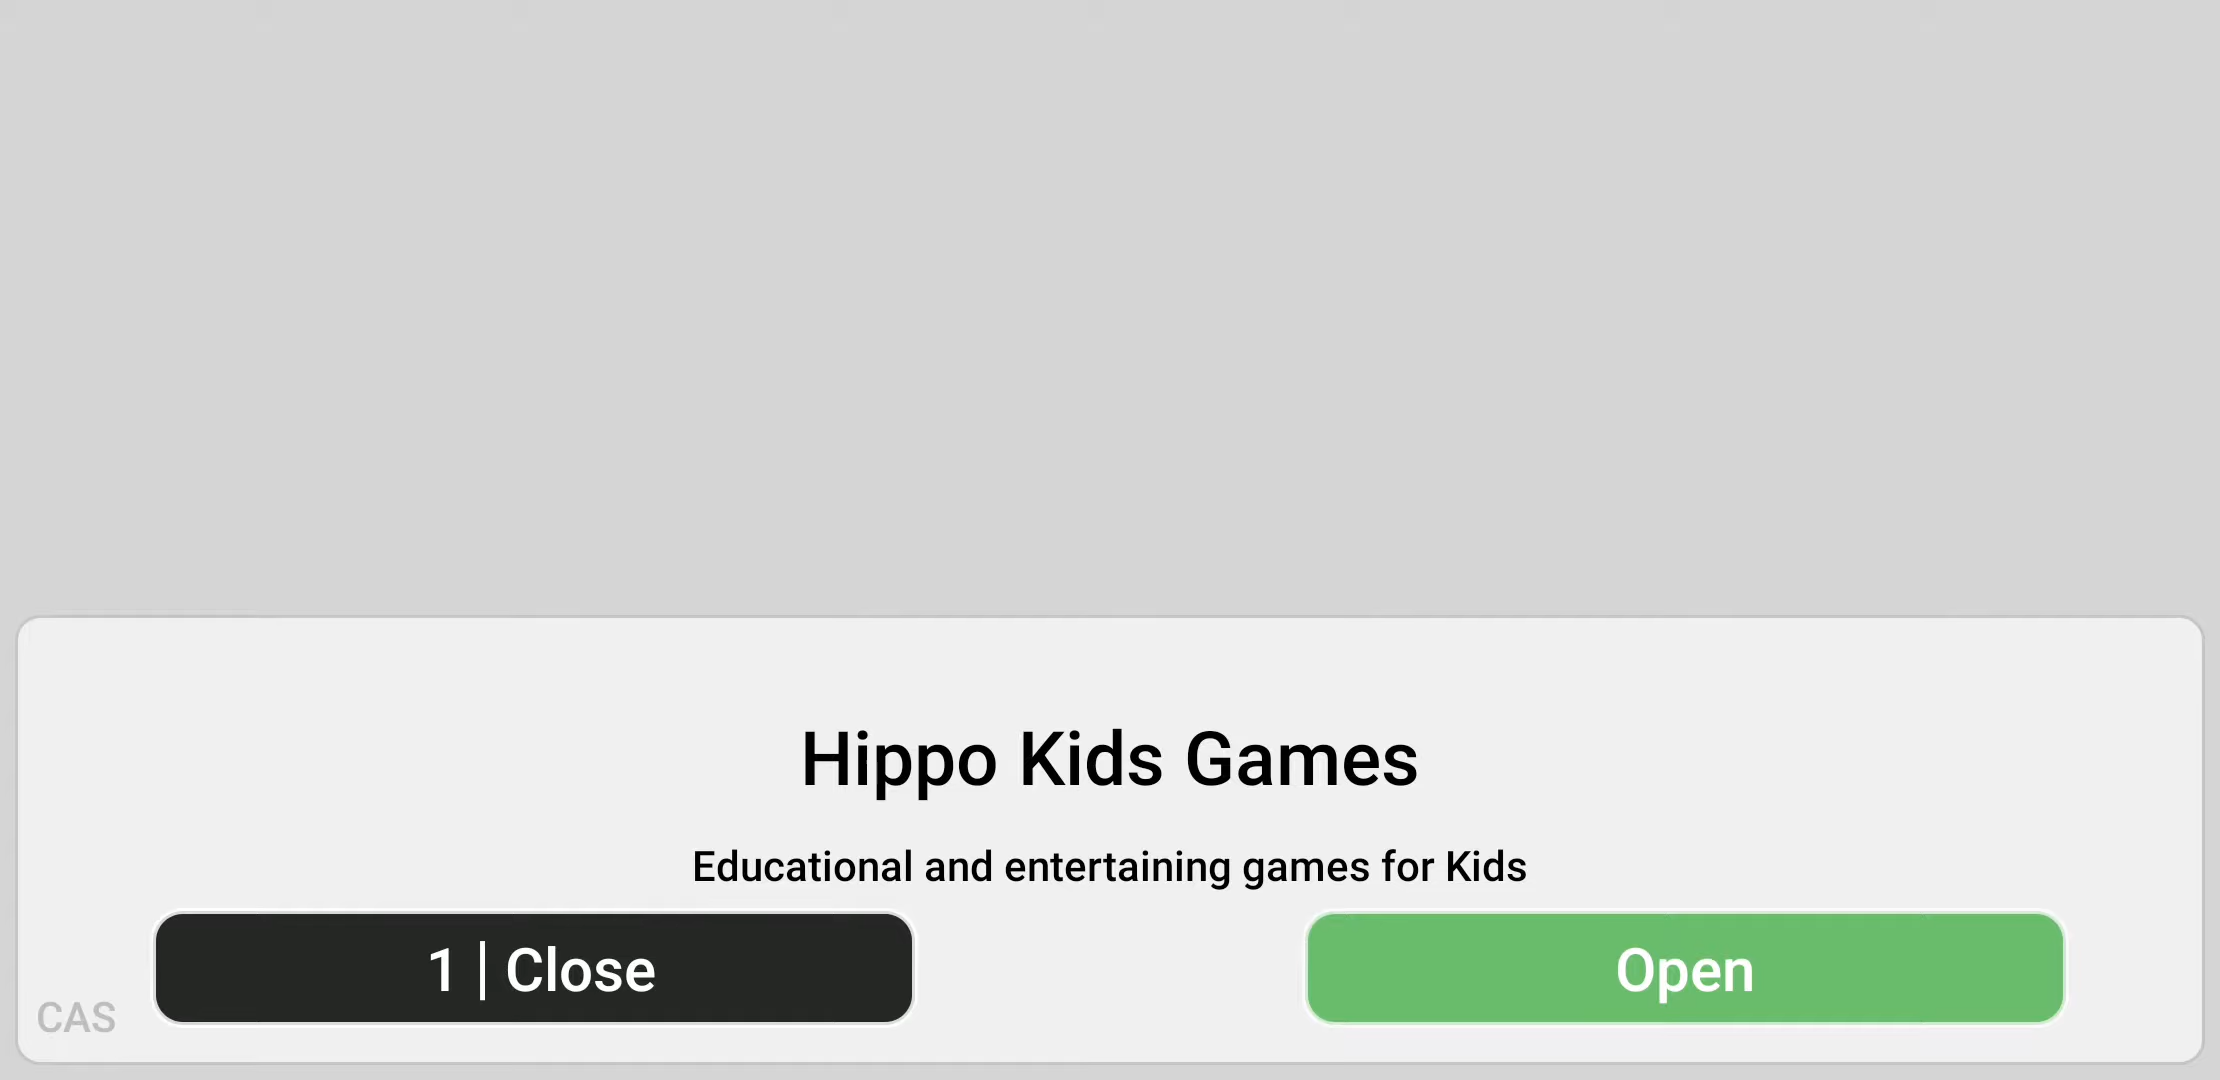 Hippo Kids Games
Educational and entertaining games for Kids
1 | Close
Open
CAS